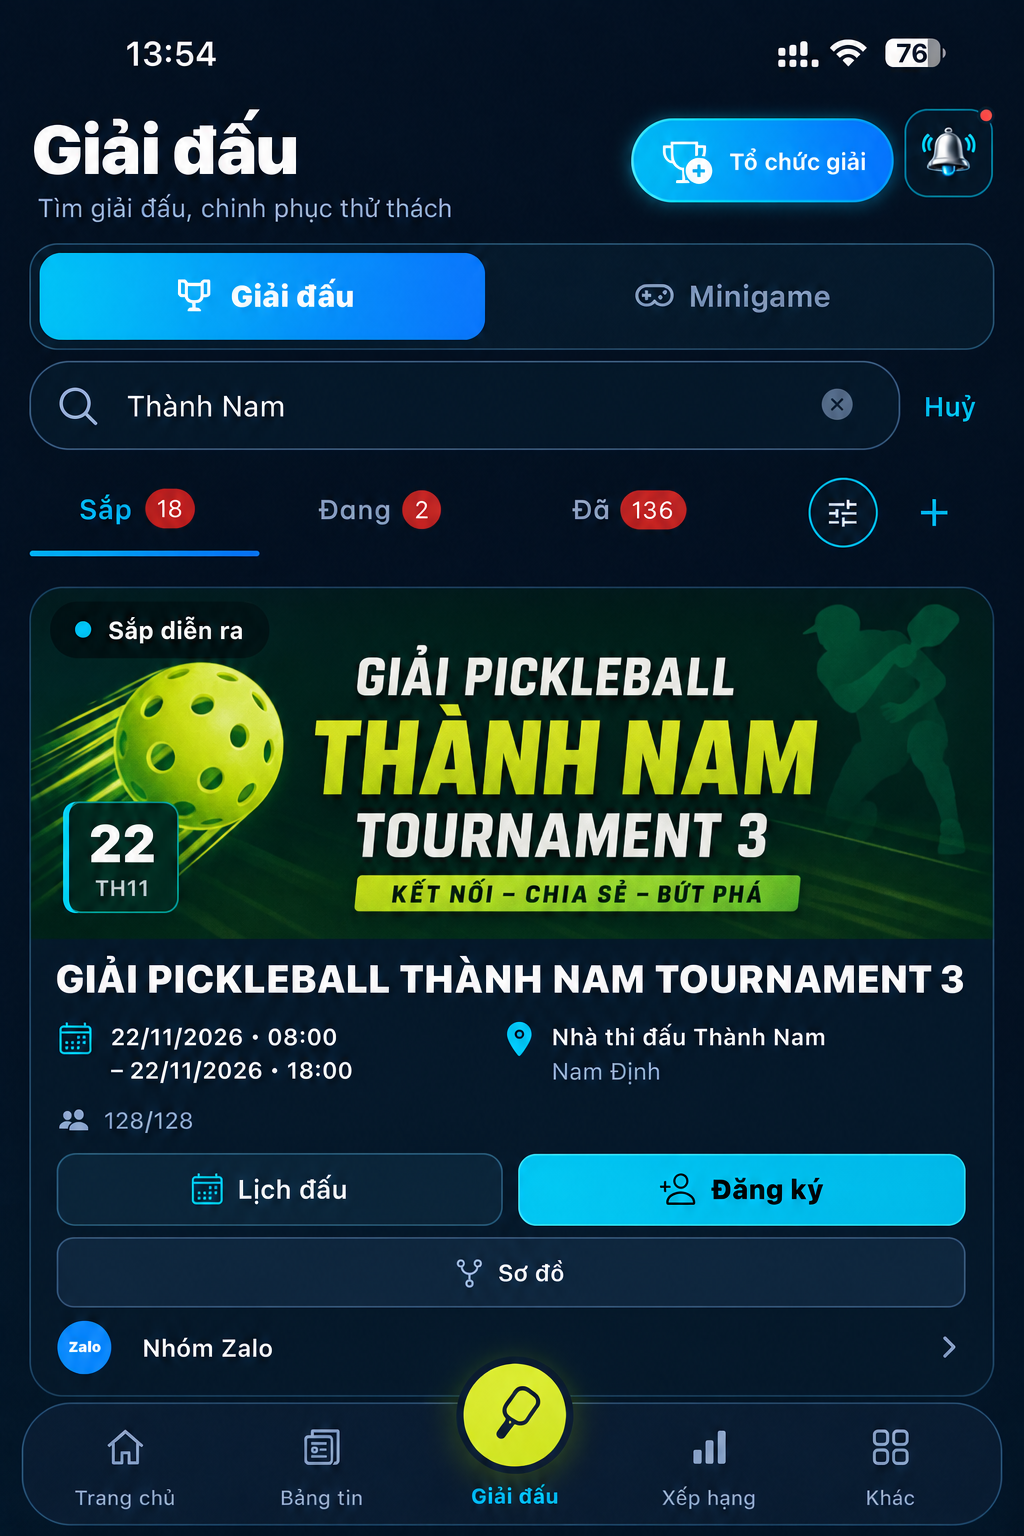 13:54
76
Giải đấu
Tổ chức giải
Tìm giải đấu, chinh phục thử thách
Giải đấu
Minigame
Thành Nam
Huỷ
Sắp 18
Đang 2
Đã 136
Sắp diễn ra
GIẢI PICKLEBALL
THÀNH NAM
TOURNAMENT 3
KẾT NỐI – CHIA SẺ – BỨT PHÁ
22
TH11
GIẢI PICKLEBALL THÀNH NAM TOURNAMENT 3
22/11/2026 • 08:00
– 22/11/2026 • 18:00
Nhà thi đấu Thành Nam
Nam Định
128/128
Lịch đấu
Đăng ký
Sơ đồ
Zalo
Nhóm Zalo
Trang chủ
Bảng tin
Giải đấu
Xếp hạng
Khác